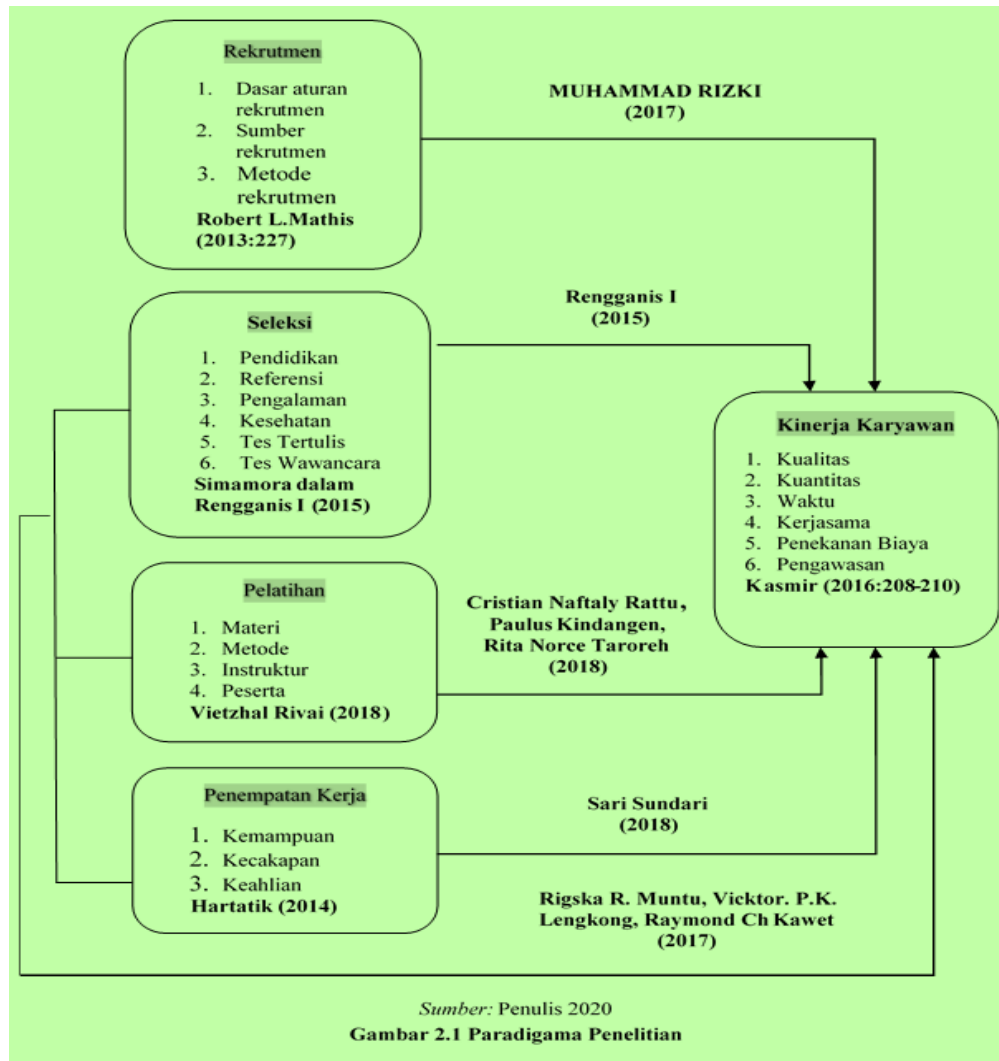 Rekrutmen
1. Dasar aturan
rekrutmen
2. Sumber
rekrutmen
3. Metode
rekrutmen
Robert L.Mathis
(2013:227)
MUHAMMAD RIZKI
(2017)
Seleksi
1. Pendidikan
2. Referensi
3. Pengalaman
4. Kesehatan
5. Tes Tertulis
6. Tes Wawancara
Simamora dalam
Rengganis I (2015)
Rengganis I
(2015)
Kinerja Karyawan
1. Kualitas
2. Kuantitas
3. Waktu
4. Kerjasama
5. Penekanan Biaya
6. Pengawasan
Kasmir (2016:208-210)
Pelatihan
1. Materi
2. Metode
3. Instruktur
4. Peserta
Vietzhal Rivai (2018)
Cristian Naftaly Rattu,
Paulus Kindangen,
Rita Norce Taroreh
(2018)
Penempatan Kerja
1. Kemampuan
2. Kecakapan
3. Keahlian
Hartatik (2014)
Sari Sundari
(2018)
Rigska R. Muntu, Vicktor. P.K.
Lengkong, Raymond Ch Kawet
(2017)
Sumber: Penulis 2020
Gambar 2.1 Paradigama Penelitian